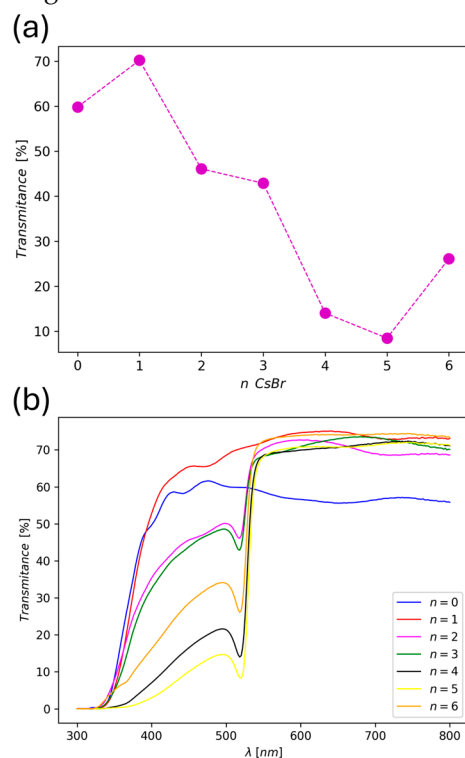 (a)
Transmitance [%]
70
60
50
40
30
20
10
0 1 2 3 4 5 6
n CsBr
(b)
Transmitance [%]
70
60
50
40
30
20
10
0
300 400 500 600 700 800
λ [nm]
n = 0
n = 1
n = 2
n = 3
n = 4
n = 5
n = 6